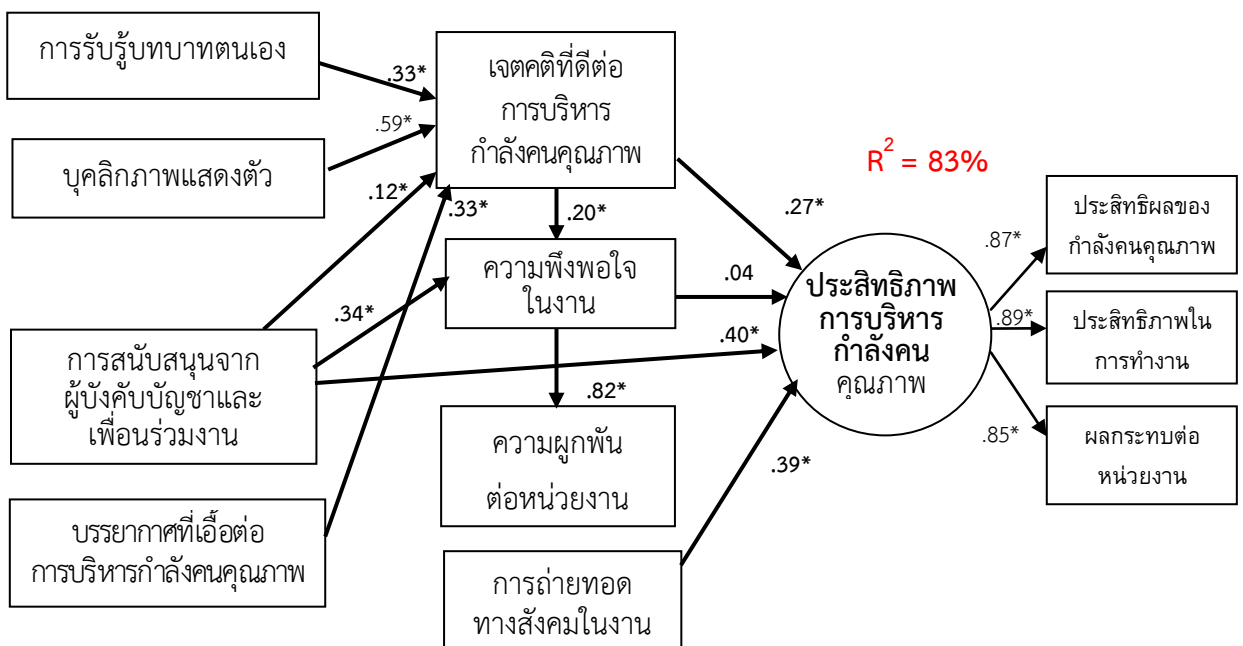 การรับรู้บทบาทตนเอง
บุคลิกภาพแสดงตัว
การสนับสนุนจาก
ผู้บังคับบัญชาและ
เพื่อนร่วมงาน
บรรยากาศที่เอื้อต่อ
การบริหารกำลังคนคุณภาพ
.33*
.59*
.12*
.33*
.34*
เจตคติที่ดีต่อ
การบริหาร
กำลังคนคุณภาพ
.20*
ความพึงพอใจ
ในงาน
.82*
ความผูกพัน
ต่อหน่วยงาน
การถ่ายทอด
ทางสังคมในงาน
.27*
.04
.40*
.39*
R² = 83%
ประสิทธิภาพ
การบริหาร
กำลังคน
คุณภาพ
.87*
.89*
.85*
ประสิทธิผลของ
กำลังคนคุณภาพ
ประสิทธิภาพใน
การทำงาน
ผลกระทบต่อ
หน่วยงาน